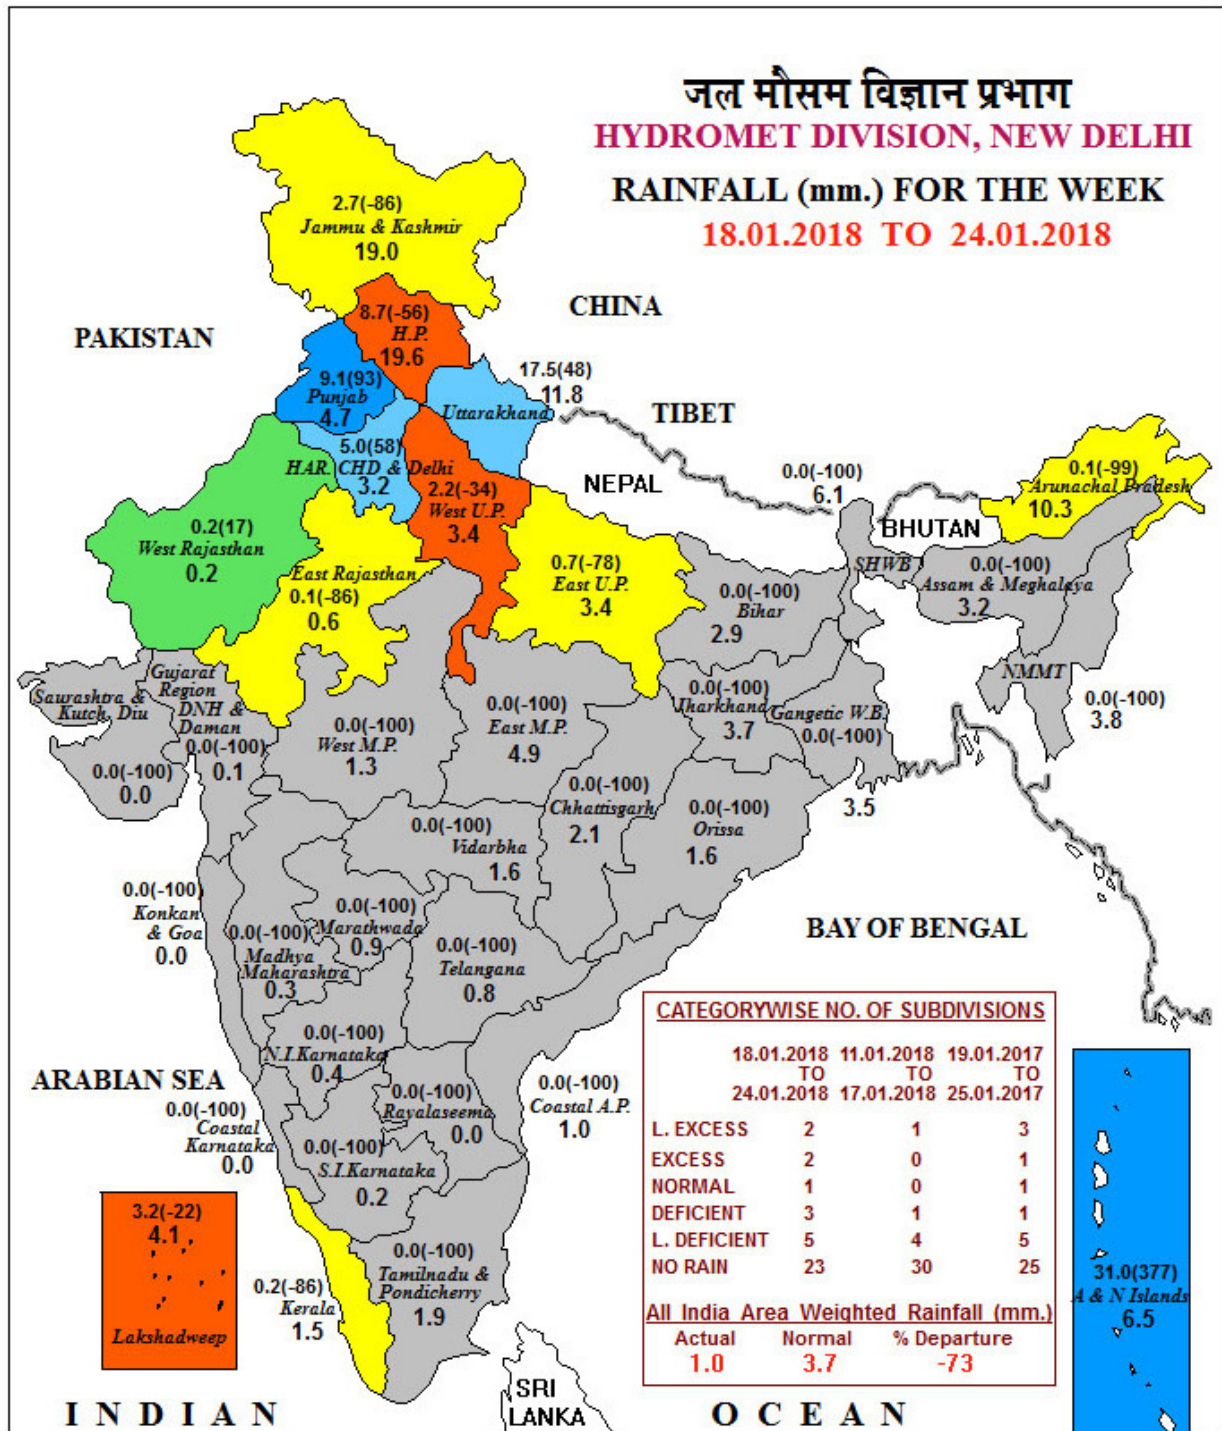 जल मौसम विज्ञान प्रभाग
HYDROMET DIVISION, NEW DELHI
RAINFALL (mm.) FOR THE WEEK
18.01.2018 TO 24.01.2018
2.7(-86)
Jammu & Kashmir
19.0
CHINA
PAKISTAN
8.7(-56)
H.P.
19.6
9.1(93)
Punjab
4.7
17.5(48)
11.8
Uttarakhand
TIBET
5.0(58)
HAR. CHD & Delhi
3.2
2.2(-34)
West U.P.
3.4
NEPAL
0.0(-100)
6.1
SHWB
BHUTAN
0.1(-99)
Arunachal Pradesh
10.3
0.2(17)
West Rajasthan
0.2
East Rajasthan
0.1(-86)
0.6
0.7(-78)
East U.P.
3.4
0.0(-100)
Bihar
2.9
0.0(-100)
Assam & Meghalaya
3.2
NMMT
0.0(-100)
3.8
Saurashtra &
Kutch, Diu
0.0(-100)
0.0
Gujarat
Region
DNH &
Daman
0.0(-100)
0.1
0.0(-100)
West M.P.
1.3
0.0(-100)
East M.P.
4.9
0.0(-100)
Jharkhand
3.7
Gangetic W.B.
0.0(-100)
3.5
0.0(-100)
Chhattisgarh
2.1
0.0(-100)
Orissa
1.6
0.0(-100)
Vidarbha
1.6
0.0(-100)
Konkan
& Goa
0.0
0.0(-100)
Madhya
Maharashtra
0.3
0.0(-100)
Marathwada
0.9
0.0(-100)
Telangana
0.8
BAY OF BENGAL
0.0(-100)
N.I.Karnataka
0.4
ARABIAN SEA
0.0(-100)
Coastal
Karnataka
0.0
0.0(-100)
Rayalaseema
0.0
0.0(-100)
Coastal A.P.
1.0
0.0(-100)
S.I.Karnataka
0.2
3.2(-22)
4.1
Lakshadweep
0.2(-86)
Kerala
1.5
0.0(-100)
Tamilnadu &
Pondicherry
1.9
CATEGORYWISE NO. OF SUBDIVISIONS
18.01.2018 11.01.2018 19.01.2017
TO TO TO
24.01.2018 17.01.2018 25.01.2017
L. EXCESS 2 1 3
EXCESS 2 0 1
NORMAL 1 0 1
DEFICIENT 3 1 1
L. DEFICIENT 5 4 5
NO RAIN 23 30 25
All India Area Weighted Rainfall (mm.)
Actual Normal % Departure
1.0 3.7 -73
31.0(377)
A & N Islands
6.5
SRI
LANKA
INDIAN OCEAN